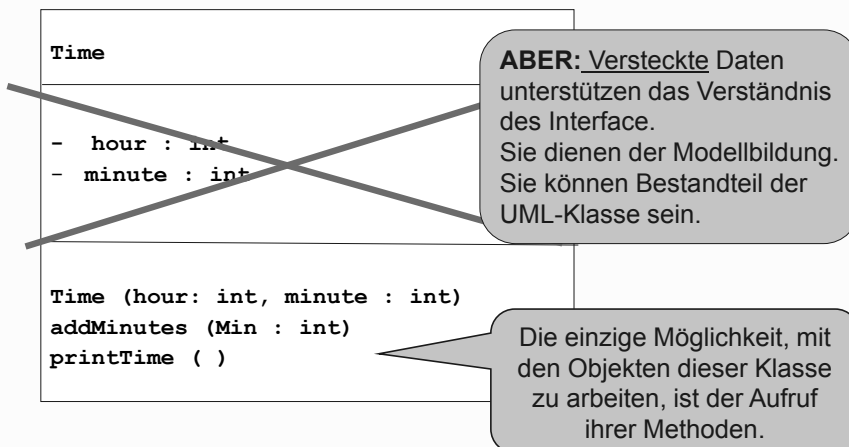 Time
ABER: Versteckte Daten
unterstützen das Verständnis
des Interface.
Sie dienen der Modellbildung.
Sie können Bestandteil der
UML-Klasse sein.
- hour : int
- minute : int
Time (hour: int, minute : int)
addMinutes (Min : int)
printTime ( )
Die einzige Möglichkeit, mit
den Objekten dieser Klasse
zu arbeiten, ist der Aufruf
ihrer Methoden.